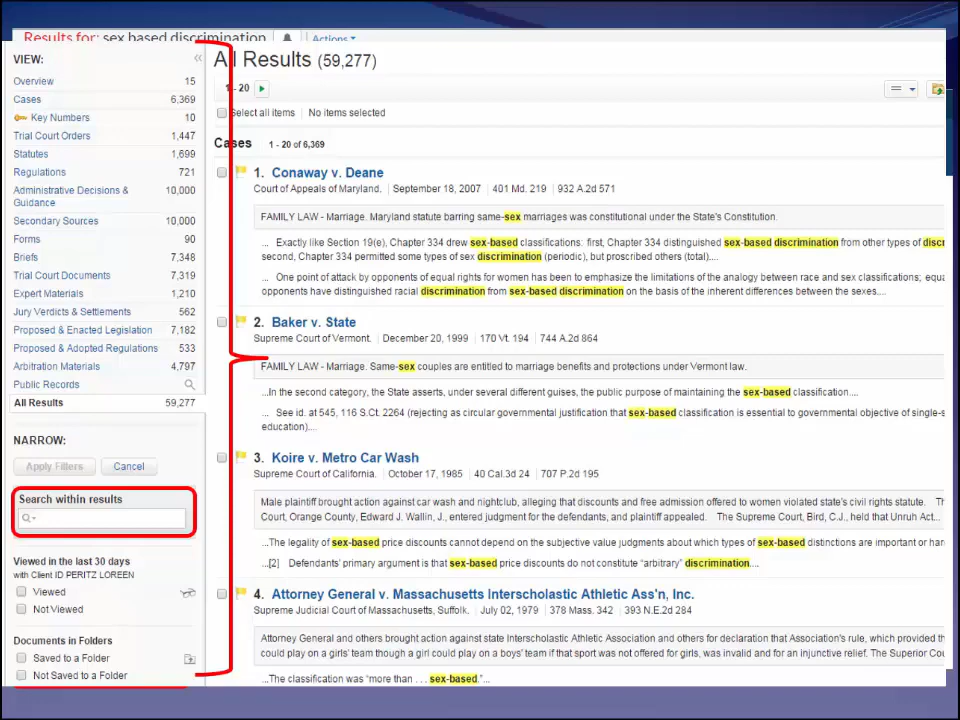 Results for: sex based discrimination Actions
VIEW:
Overview 15
Cases 6,369
Key Numbers 10
Trial Court Orders 1,447
Statutes 1,699
Regulations 721
Administrative Decisions & 10,000
Guidance
Secondary Sources 10,000
Forms 90
Briefs 7,348
Trial Court Documents 7,319
Expert Materials 1,210
Jury Verdicts & Settlements 562
Proposed & Enacted Legislation 7,182
Proposed & Adopted Regulations 533
Arbitration Materials 4,797
Public Records
All Results 59,277
NARROW:
Apply Filters Cancel
Search within results
Viewed in the last 30 days
with Client ID PERITZ LOREEN
Viewed
Not Viewed
Documents in Folders
Saved to a Folder
Not Saved to a Folder
All Results (59,277)
1 - 20
Select all items No items selected
Cases 1 - 20 of 6,369
1. Conaway v. Deane
Court of Appeals of Maryland. September 18, 2007 401 Md. 219 932 A.2d 571
FAMILY LAW - Marriage. Maryland statute barring same-sex marriages was constitutional under the State's Constitution.
... Exactly like Section 19(e), Chapter 334 drew sex-based classifications: first, Chapter 334 distinguished sex-based discrimination from other types of discr
second, Chapter 334 permitted some types of sex discrimination (periodic), but proscribed others (total)....
... One point of attack by opponents of equal rights for women has been to emphasize the limitations of the analogy between race and sex classifications; equa
opponents have distinguished racial discrimination from sex-based discrimination on the basis of the inherent differences between the sexes....
2. Baker v. State
Supreme Court of Vermont. December 20, 1999 170 Vt. 194 744 A.2d 864
FAMILY LAW - Marriage. Same-sex couples are entitled to marriage benefits and protections under Vermont law.
...In the second category, the State asserts, under several different guises, the public purpose of maintaining the sex-based classification....
... See id. at 545, 116 S.Ct. 2264 (rejecting as circular governmental justification that sex-based classification is essential to governmental objective of single-s
education)....
3. Koire v. Metro Car Wash
Supreme Court of California. October 17, 1985 40 Cal.3d 24 707 P.2d 195
Male plaintiff brought action against car wash and nightclub, alleging that discounts and free admission offered to women violated state's civil rights statute. Th
Court, Orange County, Edward J. Wallin, J., entered judgment for the defendants, and plaintiff appealed. The Supreme Court, Bird, C.J., held that Unruh Act...
...The legality of sex-based price discounts cannot depend on the subjective value judgments about which types of sex-based distinctions are important or har
...[2] Defendants' primary argument is that sex-based price discounts do not constitute “arbitrary” discrimination....
4. Attorney General v. Massachusetts Interscholastic Athletic Ass'n, Inc.
Supreme Judicial Court of Massachusetts, Suffolk. July 02, 1979 378 Mass. 342 393 N.E.2d 284
Attorney General and others brought action against state Interscholastic Athletic Association and others for declaration that Association's rule, which provided th
could play on a girls' team though a girl could play on a boys' team if that sport was not offered for girls, was invalid and for an injunctive relief. The Superior Cou
...The classification was “more than . . . sex-based.”...